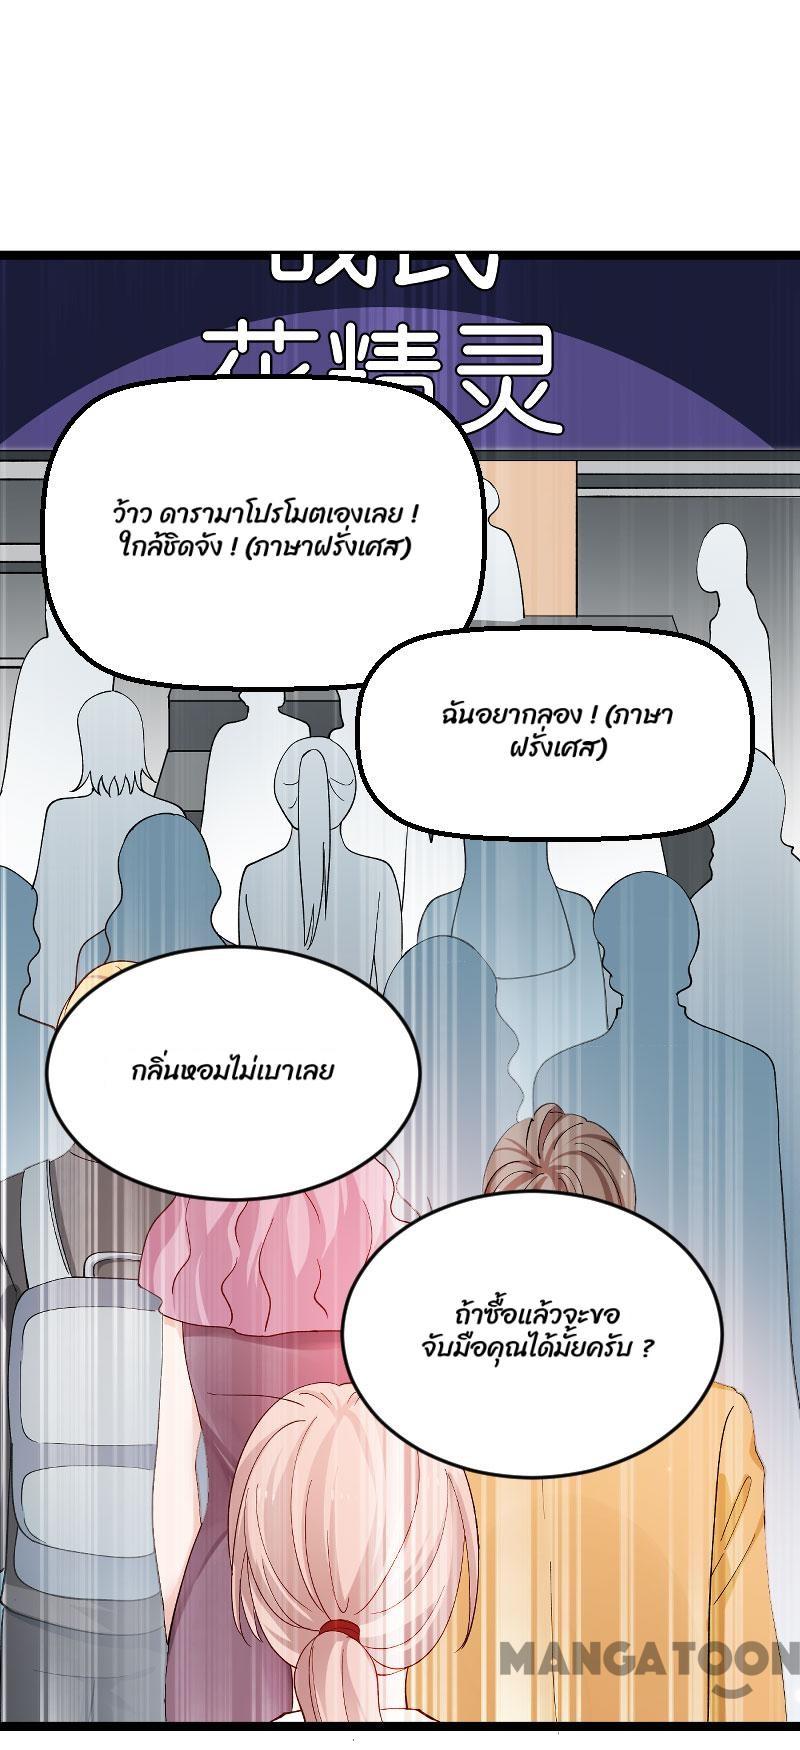 花精灵
ว้าว ดารามาโปรโมตเองเลย !
ใกล้ชิดจัง ! (ภาษาฝรั่งเศส)
ฉันอยากลอง ! (ภาษา
ฝรั่งเศส)
กลิ่นหอมไม่เบาเลย
ถ้าซื้อแล้วจะขอ
จับมือคุณได้มั้ยครับ ?
MANGATOON